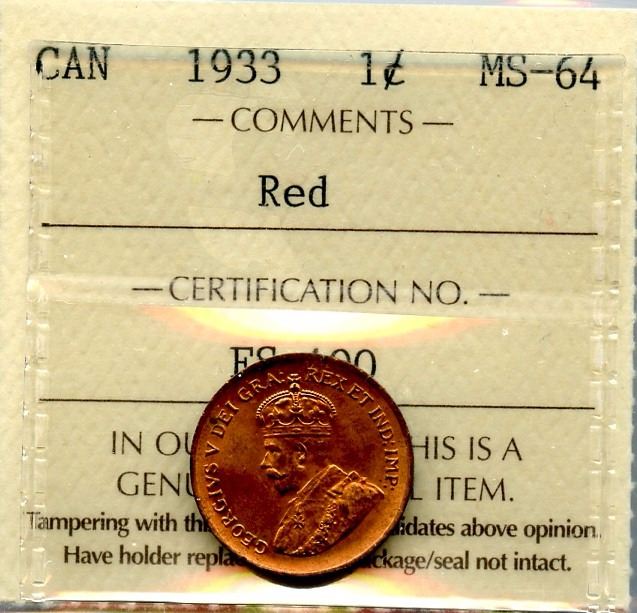 CAN 1933 1¢ MS-64
— COMMENTS —
Red
— CERTIFICATION NO. —
GEORGIVS V DEI GRA: REX ET IND: IMP:
IN THIS IS A
ITEM.
Tampering with above opinion.
Have holder not intact.